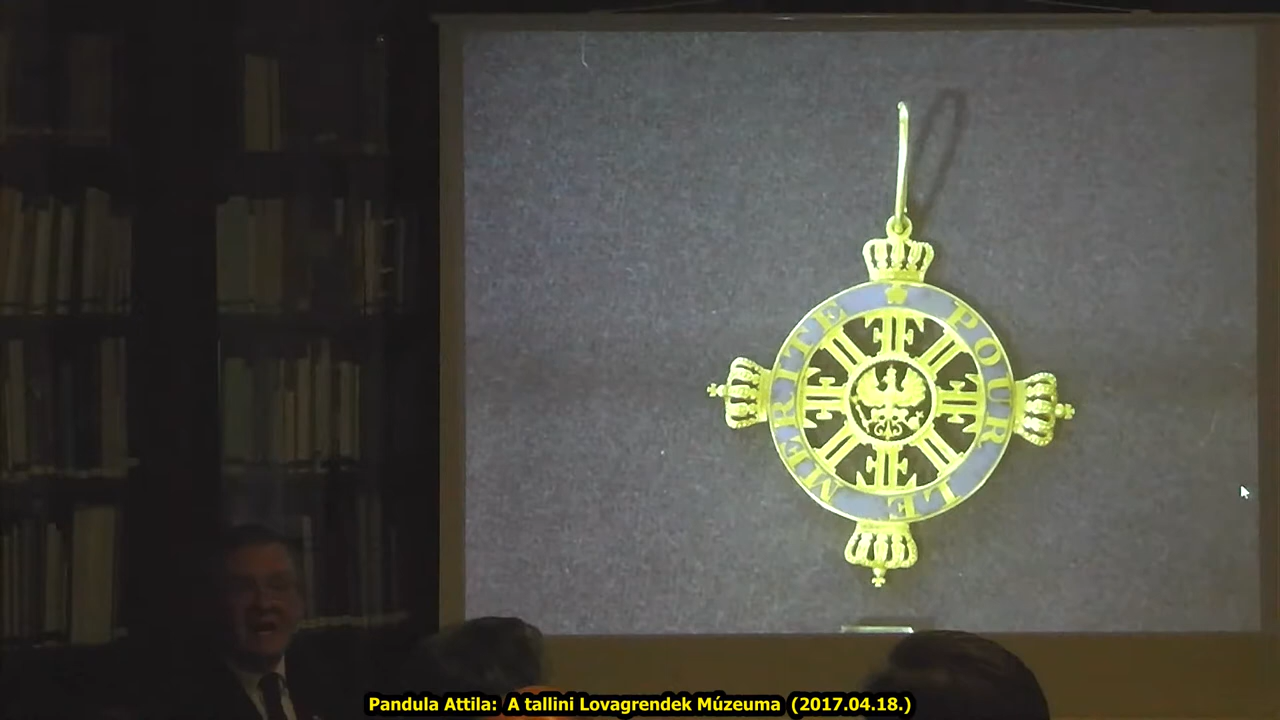 POUR LE MERITE
Pandula Attila: A tallini Lovagrendek Múzeuma (2017.04.18.)